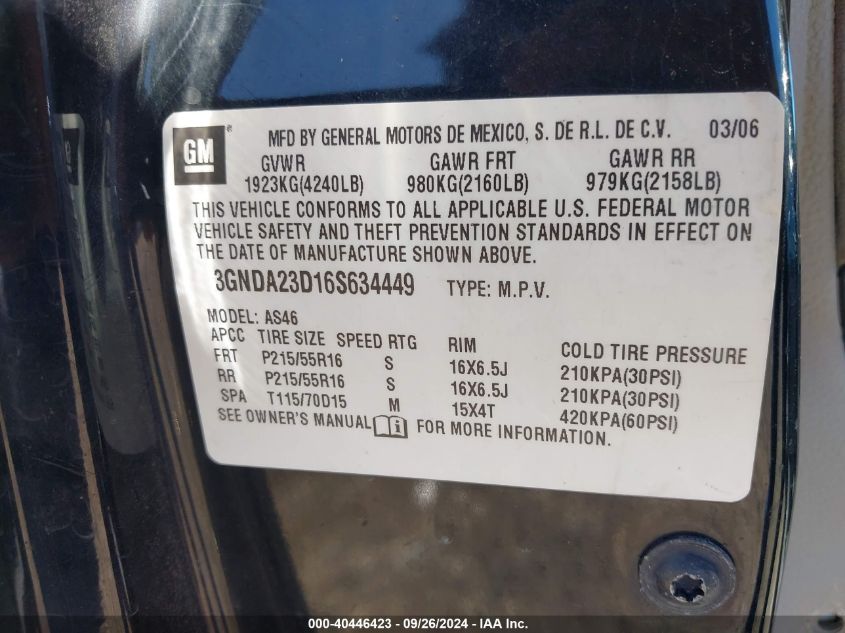 GM ®
MFD BY GENERAL MOTORS DE MEXICO, S. DE R.L. DE C.V. 03/06
GVWR GAWR FRT GAWR RR
1923KG(4240LB) 980KG(2160LB) 979KG(2158LB)
THIS VEHICLE CONFORMS TO ALL APPLICABLE U.S. FEDERAL MOTOR
VEHICLE SAFETY AND THEFT PREVENTION STANDARDS IN EFFECT ON
THE DATE OF MANUFACTURE SHOWN ABOVE.
3GNDA23D16S634449 TYPE: M.P.V.
MODEL: AS46
APCC TIRE SIZE SPEED RTG RIM COLD TIRE PRESSURE
FRT P215/55R16 S 16X6.5J 210KPA(30PSI)
RR P215/55R16 S 16X6.5J 210KPA(30PSI)
SPA T115/70D15 M 15X4T 420KPA(60PSI)
SEE OWNER'S MANUAL i FOR MORE INFORMATION.
000-40446423 - 09/26/2024 - IAA Inc.